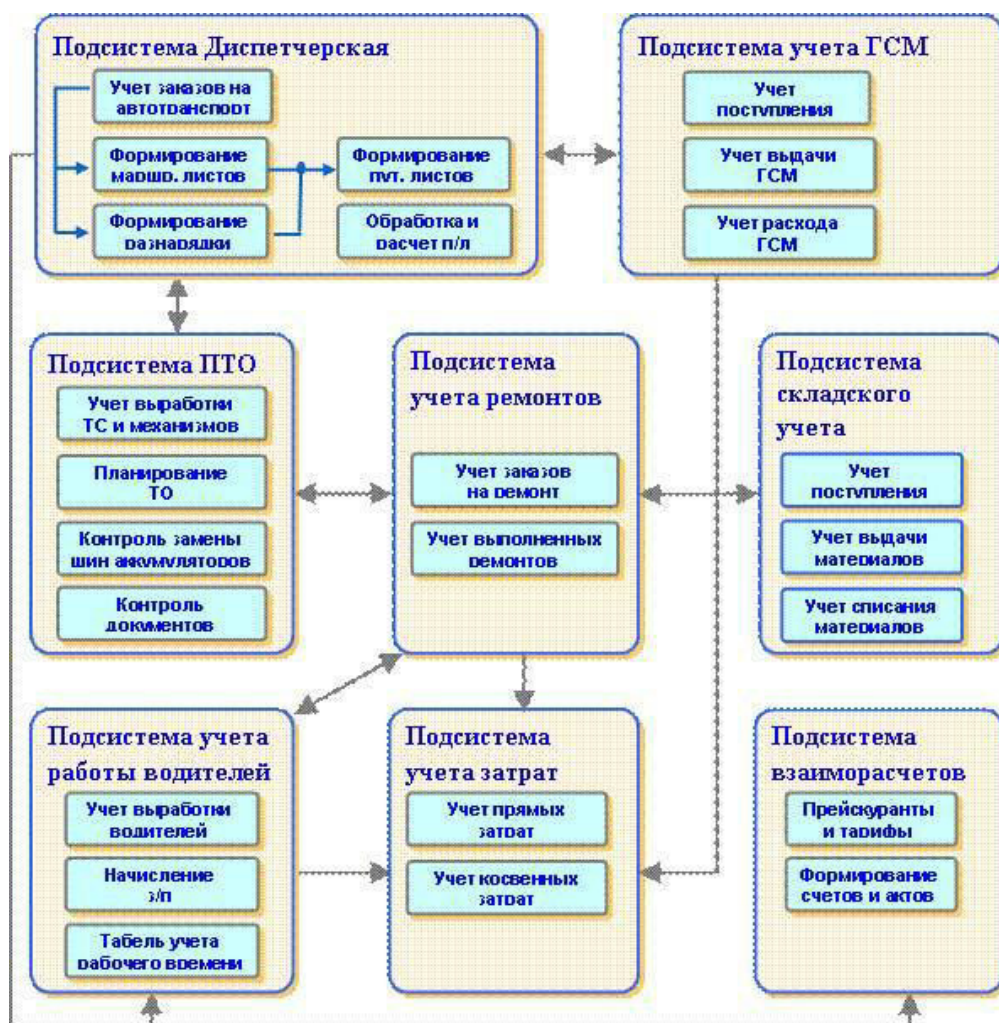 Подсистема Диспетчерская
Учет заказов на
автотранспорт
Формирование
маршр. листов
Формирование
разнарядки
Формирование
пут. листов
Обработка и
расчет п/л
Подсистема учета ГСМ
Учет
поступления
Учет выдачи
ГСМ
Учет расхода
ГСМ
Подсистема ПТО
Учет выработки
ТС и механизмов
Планирование
ТО
Контроль замены
шин аккумуляторов
Контроль
документов
Подсистема
учета ремонтов
Учет заказов
на ремонт
Учет выполненных
ремонтов
Подсистема
складского
учета
Учет
поступления
Учет выдачи
материалов
Учет списания
материалов
Подсистема учета
работы водителей
Учет выработки
водителей
Начисление
з/п
Табель учета
рабочего времени
Подсистема
учета затрат
Учет прямых
затрат
Учет косвенных
затрат
Подсистема
взаиморасчетов
Прейскуранты
и тарифы
Формирование
счетов и актов